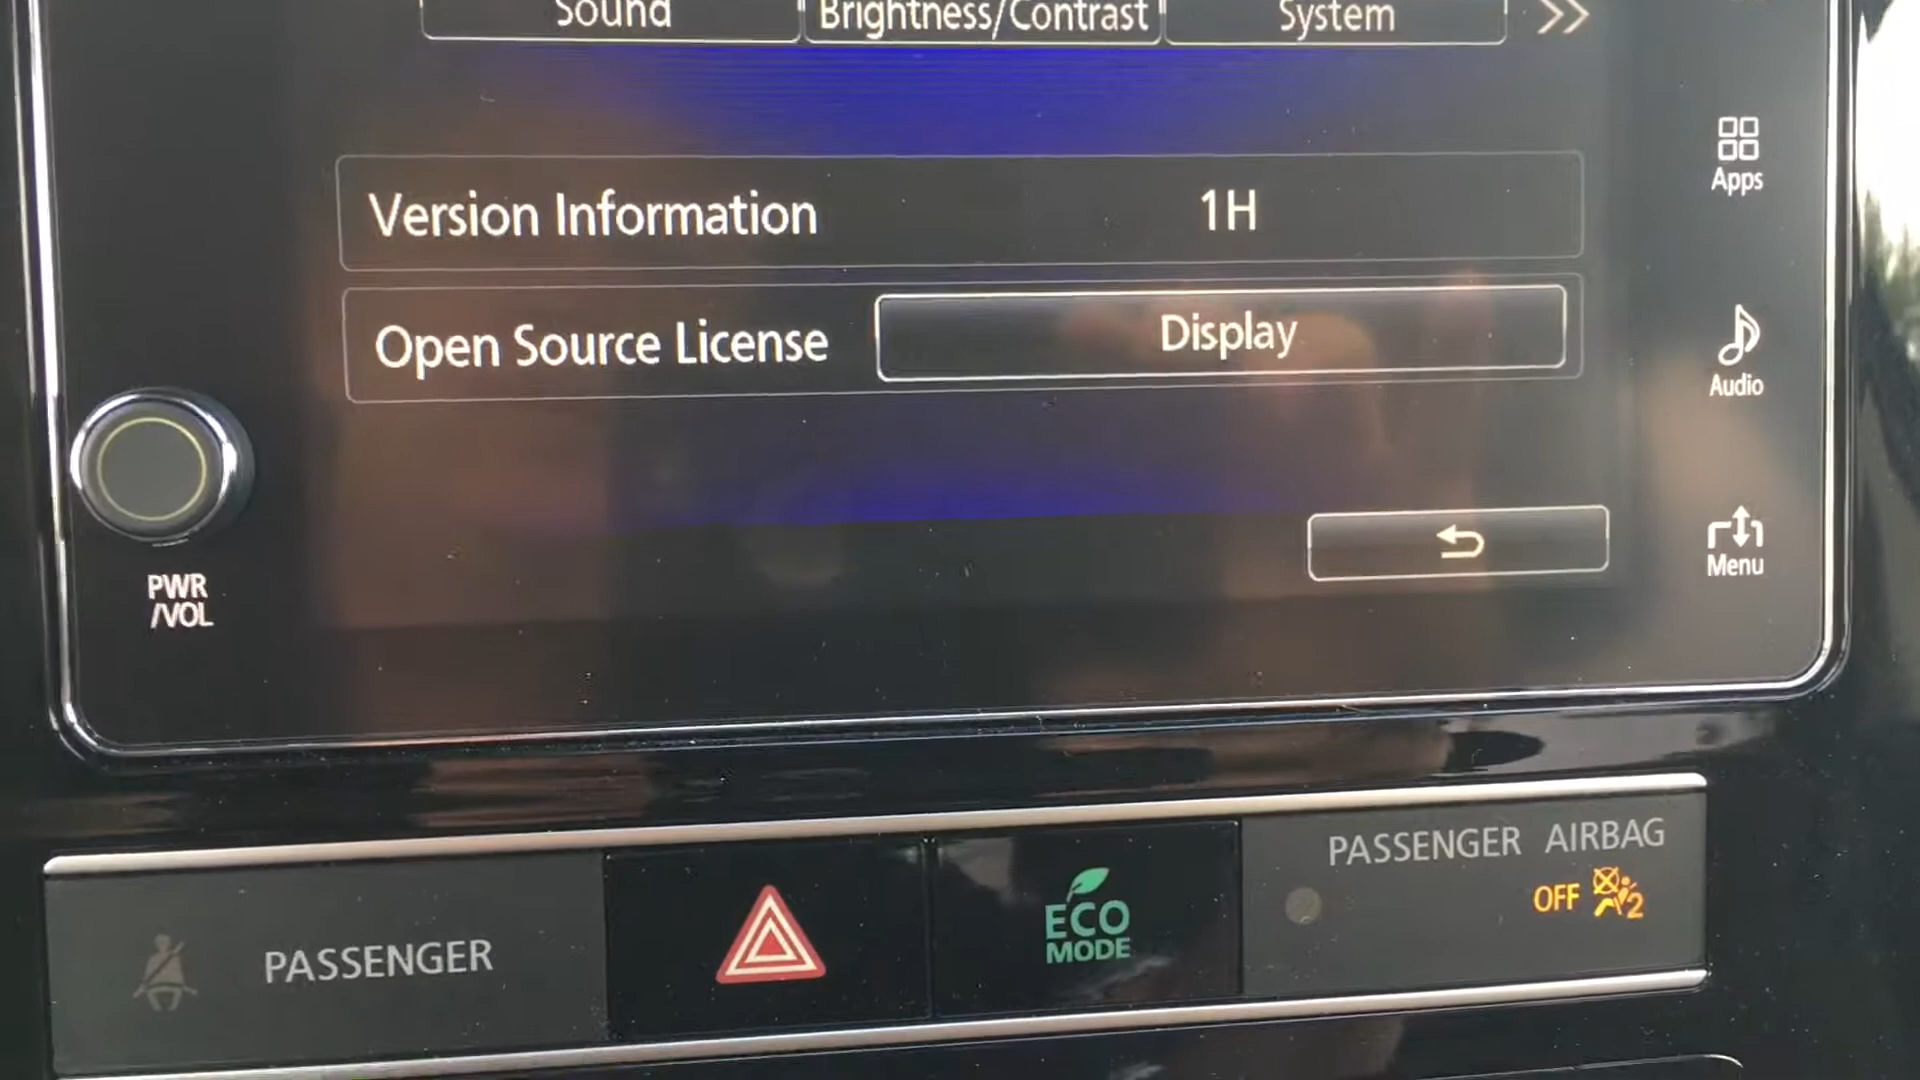 Sound Brightness/Contrast System >>
Apps
Version Information 1H
Open Source License Display
Audio
Menu
PWR
/VOL
PASSENGER AIRBAG
OFF 2
PASSENGER
ECO
MODE